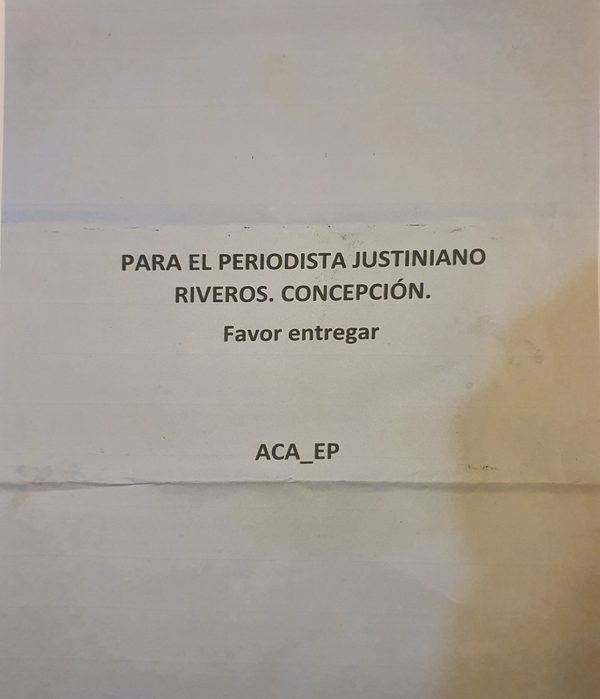 PARA EL PERIODISTA JUSTINIANO
RIVEROS. CONCEPCIÓN.
Favor entregar
ACA_EP